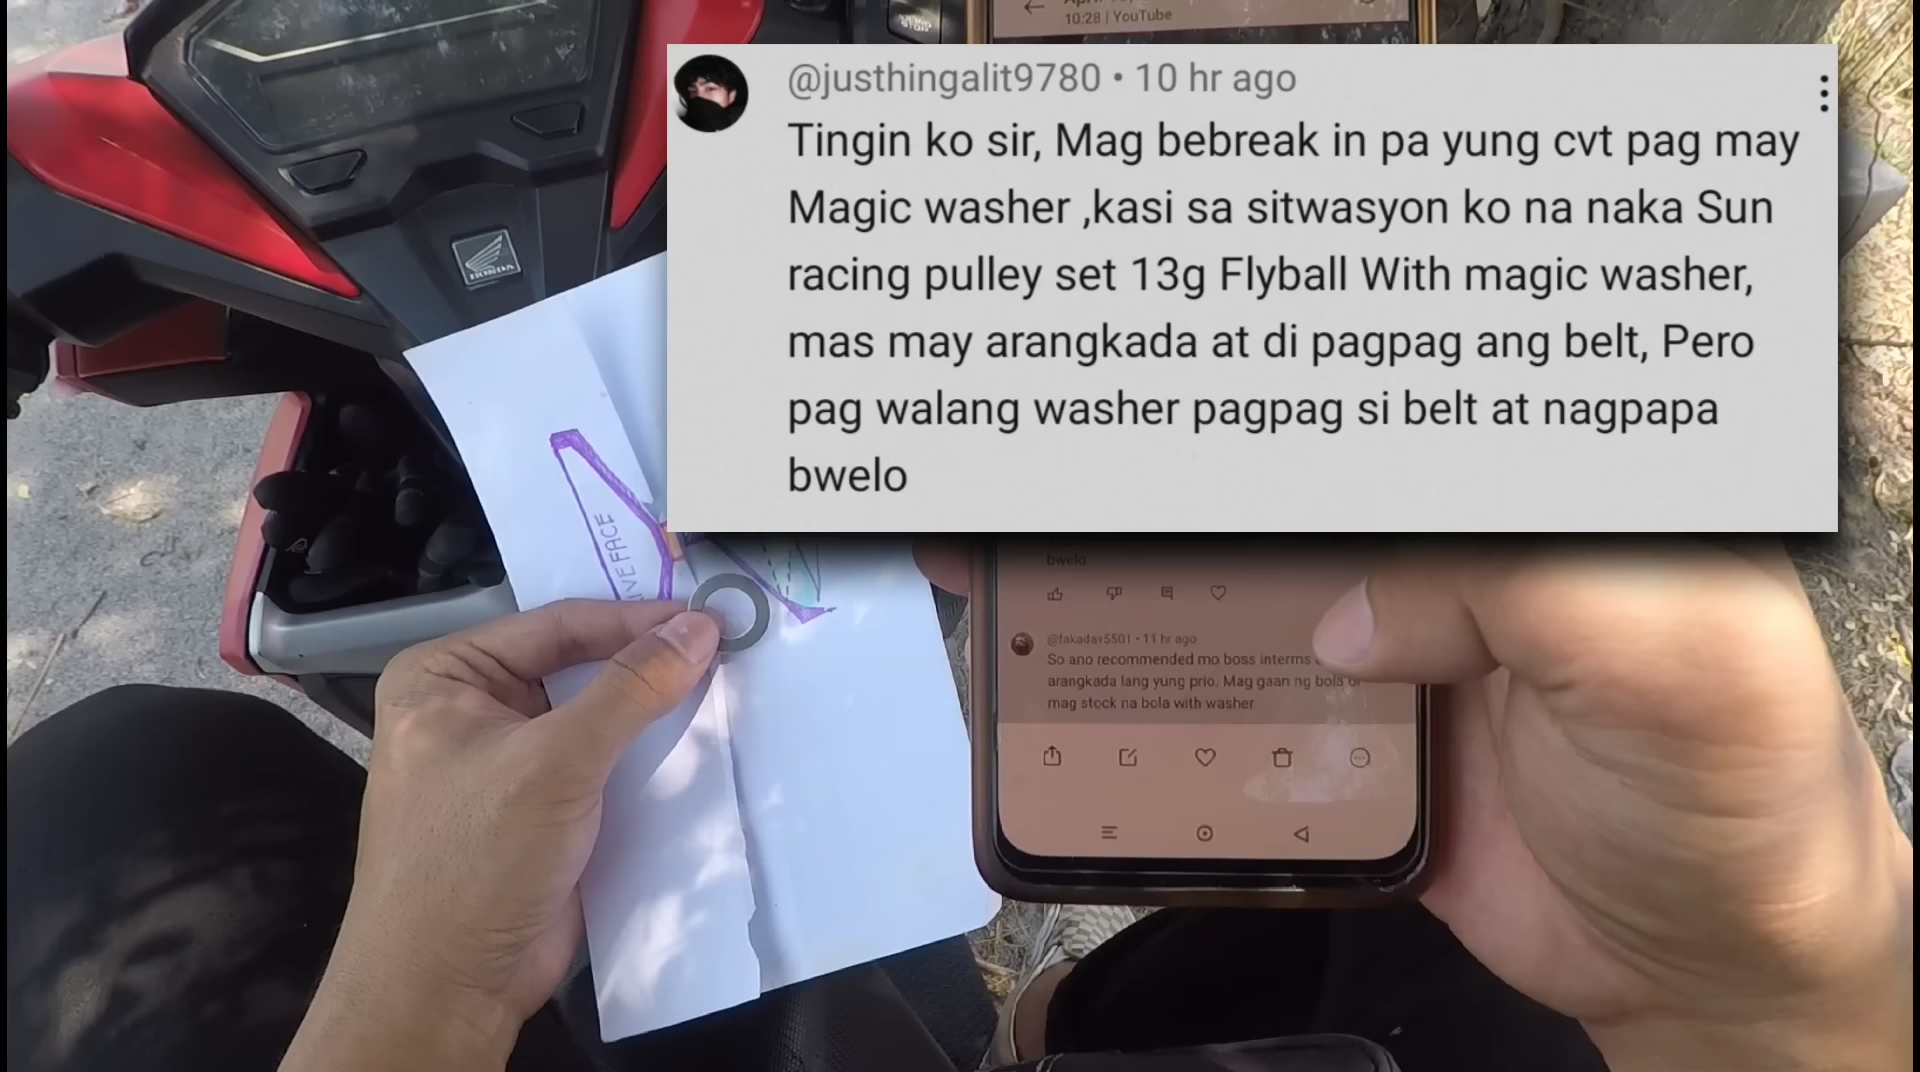 10:28 | YouTube
@justhingalit9780 • 10 hr ago
Tingin ko sir, Mag bebreak in pa yung cvt pag may
Magic washer ,kasi sa sitwasyon ko na naka Sun
racing pulley set 13g Flyball With magic washer,
mas may arangkada at di pagpag ang belt, Pero
pag walang washer pagpag si belt at nagpapa
bwelo
HONDA
FACE
bwelo
@fakadav5501 • 11 hr ago
So ano recommended mo boss interms
arangkada lang yung prio. Mag gaan ng bola
mag stock na bola with washer